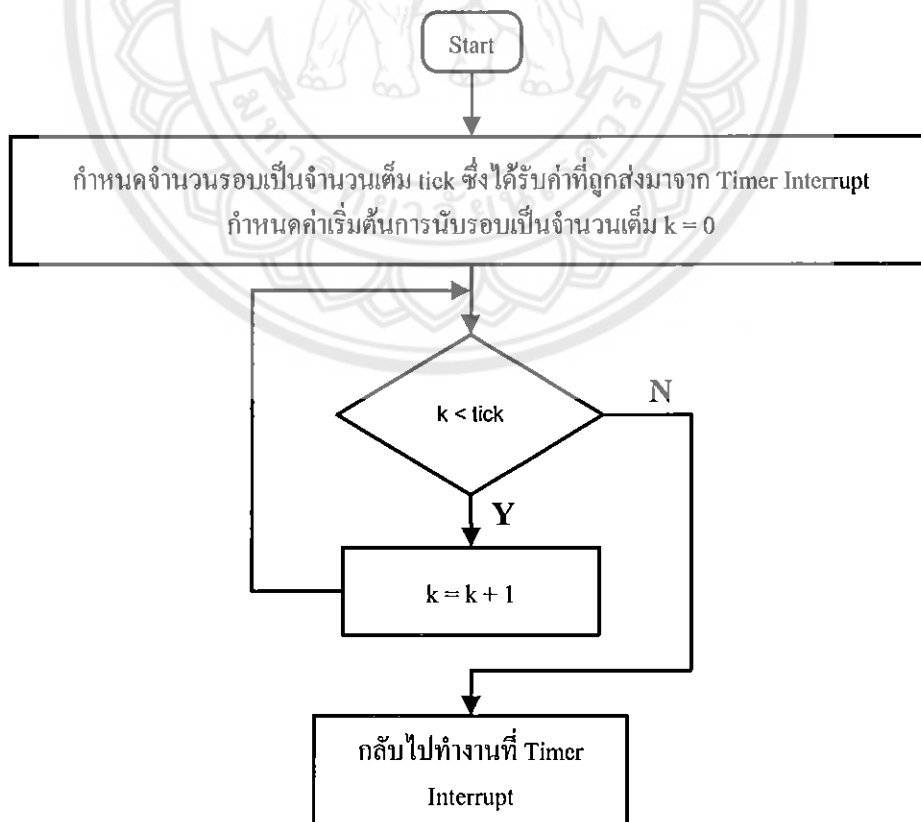 Start
กำหนดจำนวนรอบเป็นจำนวนเต็ม tick ซึ่งได้รับค่าที่ถูกส่งมาจาก Timer Interrupt
กำหนดค่าเริ่มต้นการนับรอบเป็นจำนวนเต็ม k = 0
k < tick
N
Y
k = k + 1
กลับไปทำงานที่ Timer
Interrupt